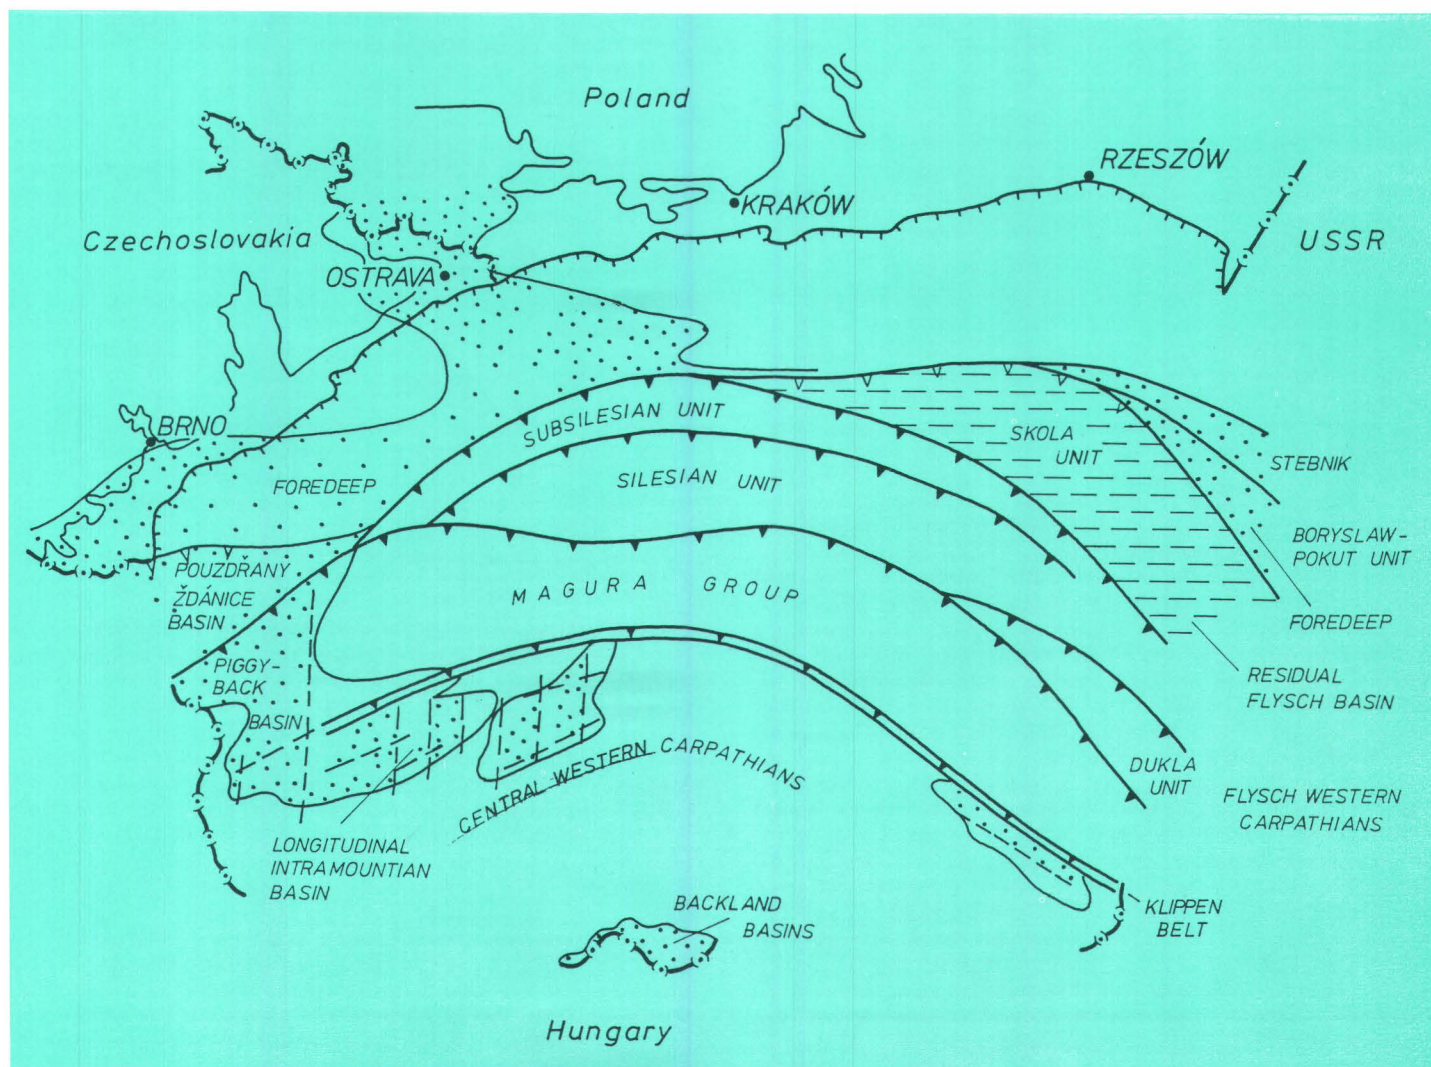 Poland
RZESZÓW
KRAKÓW
Czechoslovakia
USSR
OSTRAVA
BRNO
SUBSILESIAN UNIT
SKOLA
UNIT
STEBNIK
FOREDEEP
SILESIAN UNIT
BORYSLAW-
POKUT UNIT
POUZDŘANY
ŽDÁNICE
BASIN
MAGURA GROUP
FOREDEEP
PIGGY-
BACK
BASIN
RESIDUAL
FLYSCH BASIN
CENTRAL WESTERN CARPATHIANS
DUKLA
UNIT
FLYSCH WESTERN
CARPATHIANS
LONGITUDINAL
INTRAMOUNTIAN
BASIN
BACKLAND
BASINS
KLIPPEN
BELT
Hungary